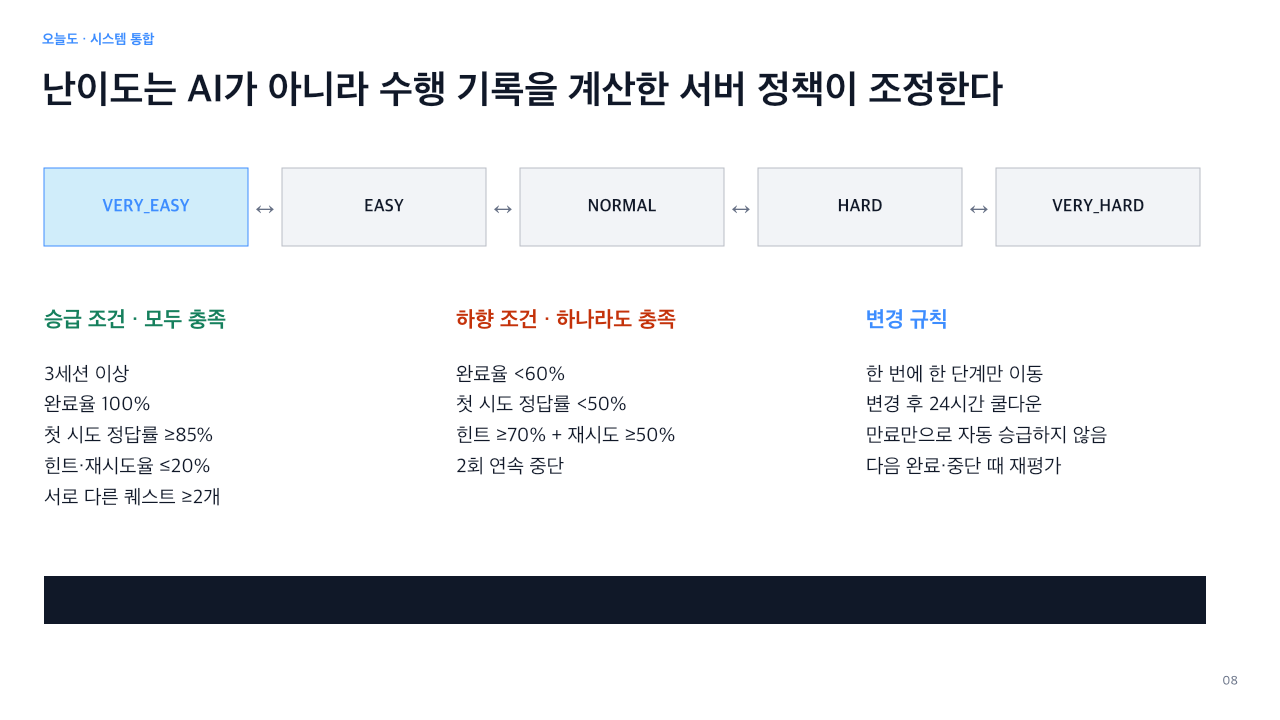 오늘도 · 시스템 통합
난이도는 AI가 아니라 수행 기록을 계산한 서버 정책이 조정한다
VERY_EASY ↔ EASY ↔ NORMAL ↔ HARD ↔ VERY_HARD
승급 조건 · 모두 충족
3세션 이상
완료율 100%
첫 시도 정답률 ≥85%
힌트·재시도율 ≤20%
서로 다른 퀘스트 ≥2개
하향 조건 · 하나라도 충족
완료율 <60%
첫 시도 정답률 <50%
힌트 ≥70% + 재시도 ≥50%
2회 연속 중단
변경 규칙
한 번에 한 단계만 이동
변경 후 24시간 쿨다운
만료만으로 자동 승급하지 않음
다음 완료·중단 때 재평가
08